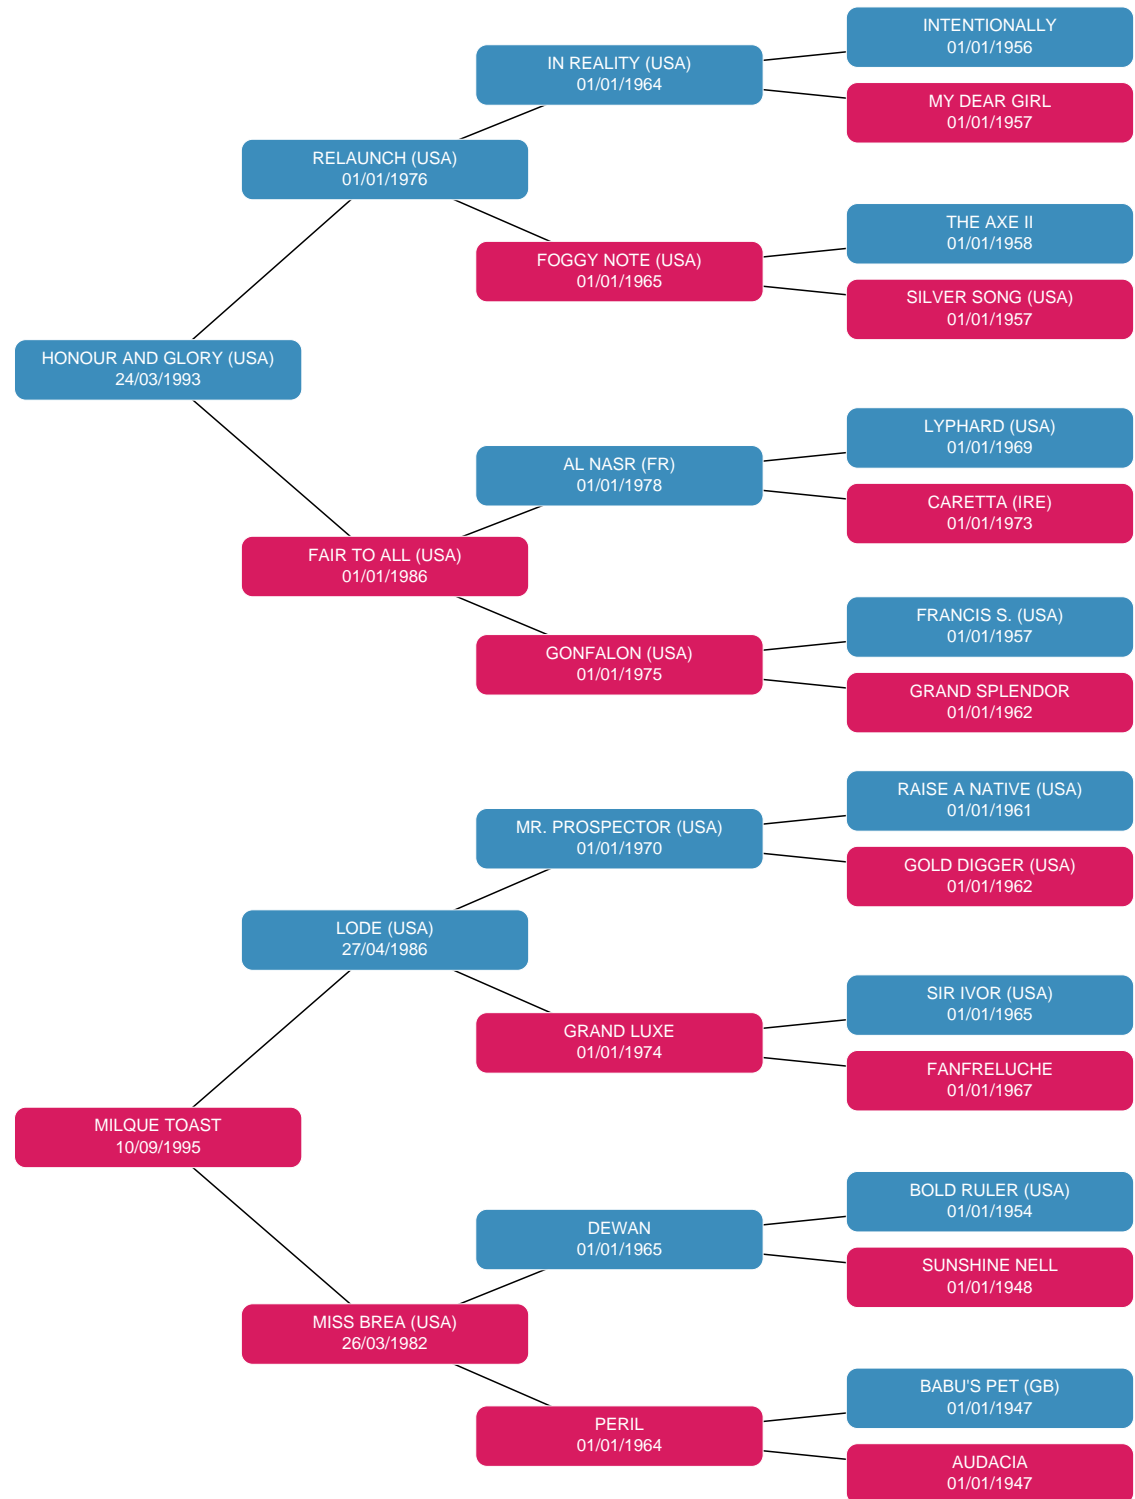 INTENTIONALLY
01/01/1956
IN REALITY (USA)
01/01/1964
MY DEAR GIRL
01/01/1957
RELAUNCH (USA)
01/01/1976
THE AXE II
01/01/1958
FOGGY NOTE (USA)
01/01/1965
SILVER SONG (USA)
01/01/1957
HONOUR AND GLORY (USA)
24/03/1993
LYPHARD (USA)
01/01/1969
AL NASR (FR)
01/01/1978
CARETTA (IRE)
01/01/1973
FAIR TO ALL (USA)
01/01/1986
FRANCIS S. (USA)
01/01/1957
GONFALON (USA)
01/01/1975
GRAND SPLENDOR
01/01/1962
RAISE A NATIVE (USA)
01/01/1961
MR. PROSPECTOR (USA)
01/01/1970
GOLD DIGGER (USA)
01/01/1962
LODE (USA)
27/04/1986
SIR IVOR (USA)
01/01/1965
GRAND LUXE
01/01/1974
FANFRELUCHE
01/01/1967
MILQUE TOAST
10/09/1995
BOLD RULER (USA)
01/01/1954
DEWAN
01/01/1965
SUNSHINE NELL
01/01/1948
MISS BREA (USA)
26/03/1982
BABU'S PET (GB)
01/01/1947
PERIL
01/01/1964
AUDACIA
01/01/1947